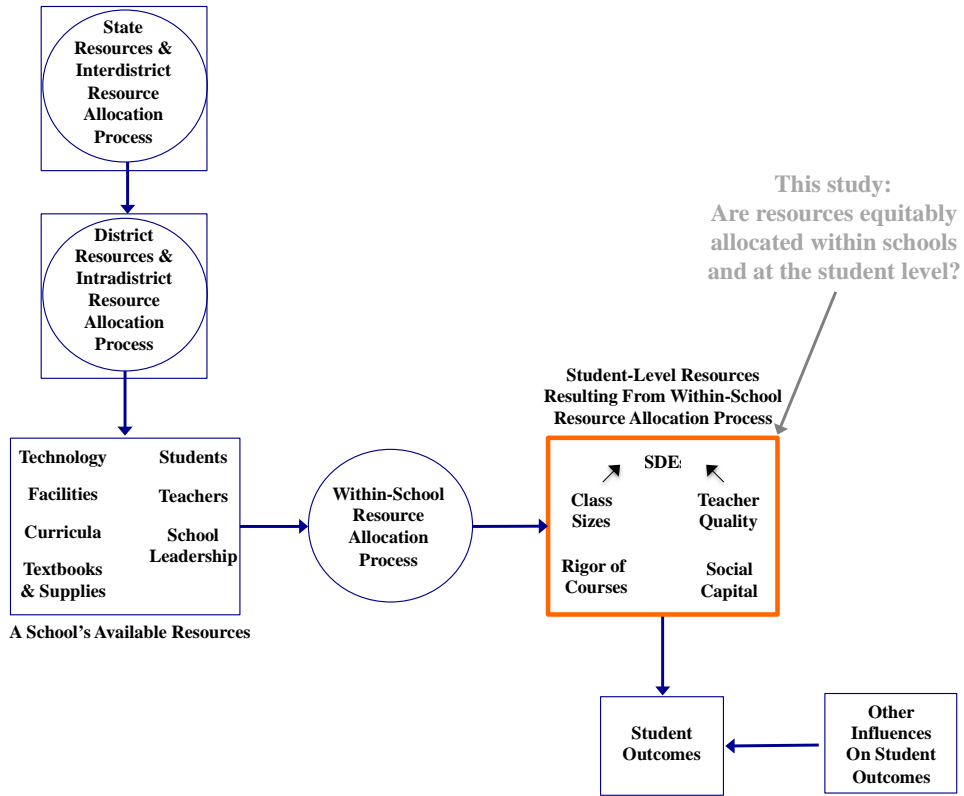 State
Resources &
Interdistrict
Resource
Allocation
Process
This study:
Are resources equitably
allocated within schools
and at the student level?
District
Resources &
Intradistrict
Resource
Allocation
Process
Student-Level Resources
Resulting From Within-School
Resource Allocation Process
Technology
Facilities
Curricula
Textbooks
& Supplies
Students
Teachers
School
Leadership
A School's Available Resources
Within-School
Resource
Allocation
Process
SDEs
Class
Sizes
Teacher
Quality
Rigor of
Courses
Social
Capital
Student
Outcomes
Other
Influences
On Student
Outcomes